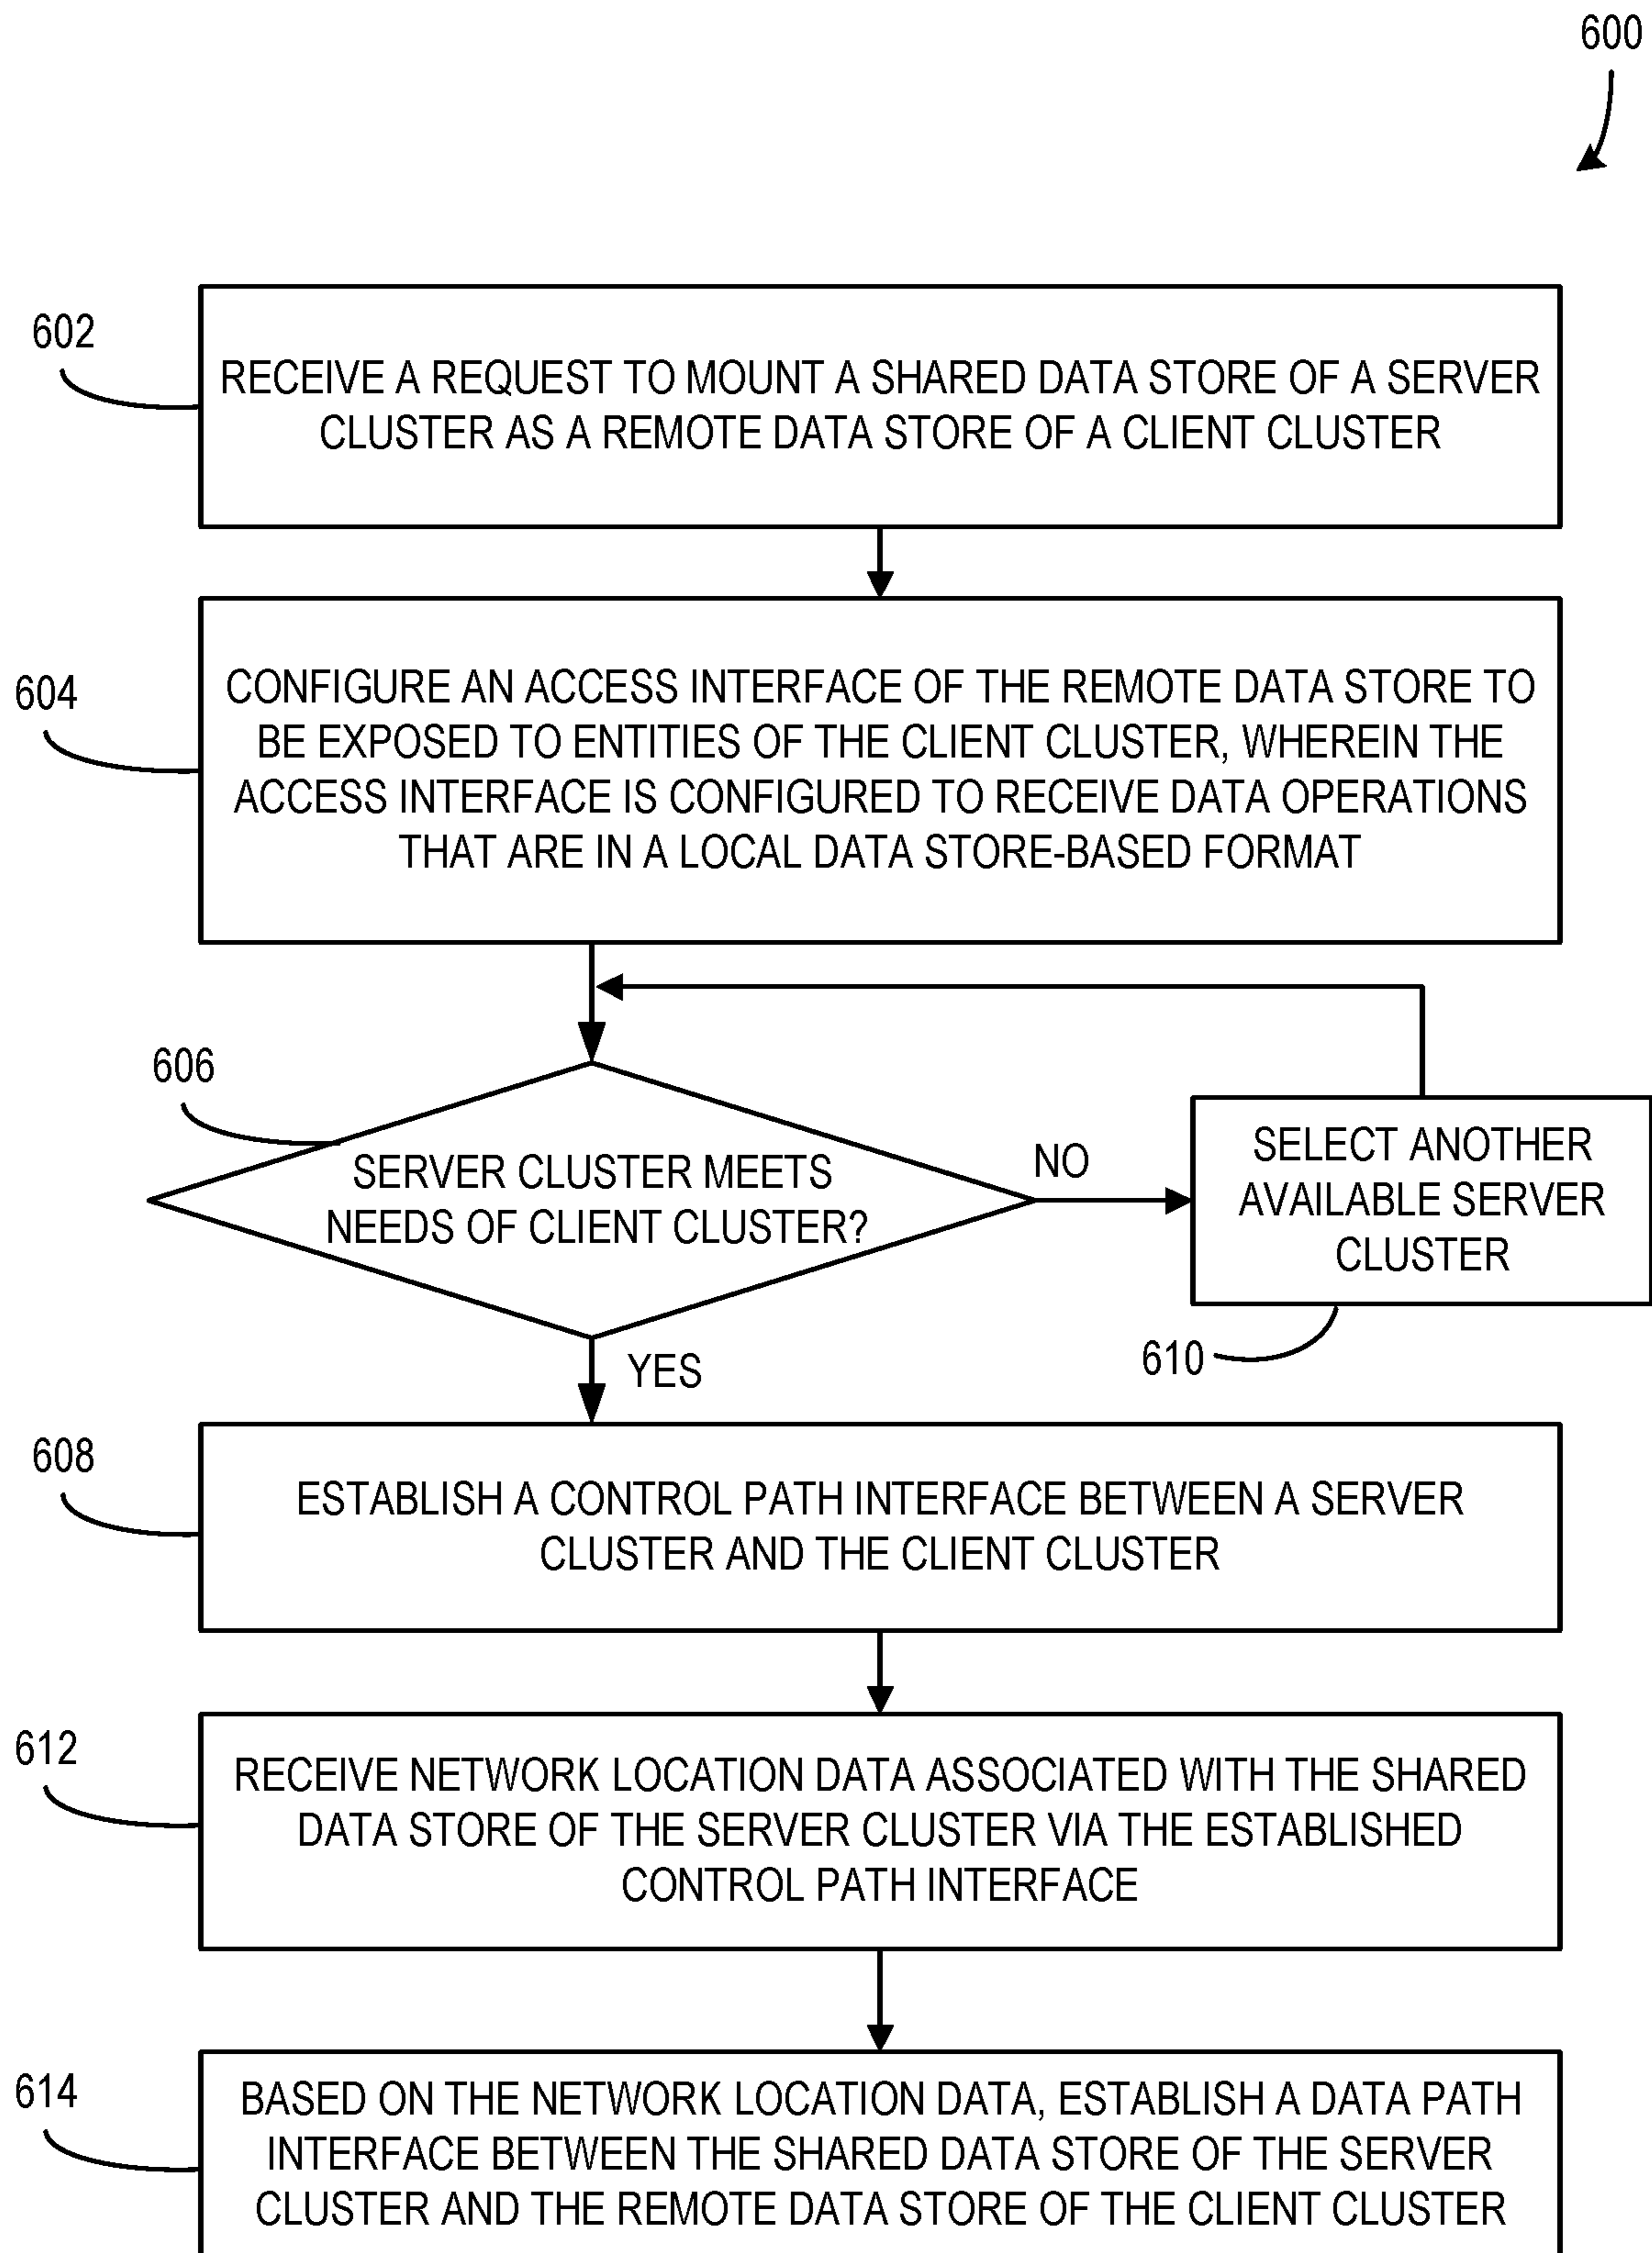 600
602
RECEIVE A REQUEST TO MOUNT A SHARED DATA STORE OF A SERVER
CLUSTER AS A REMOTE DATA STORE OF A CLIENT CLUSTER
604
CONFIGURE AN ACCESS INTERFACE OF THE REMOTE DATA STORE TO
BE EXPOSED TO ENTITIES OF THE CLIENT CLUSTER, WHEREIN THE
ACCESS INTERFACE IS CONFIGURED TO RECEIVE DATA OPERATIONS
THAT ARE IN A LOCAL DATA STORE-BASED FORMAT
606
SERVER CLUSTER MEETS
NEEDS OF CLIENT CLUSTER?
NO
SELECT ANOTHER
AVAILABLE SERVER
CLUSTER
610
YES
608
ESTABLISH A CONTROL PATH INTERFACE BETWEEN A SERVER
CLUSTER AND THE CLIENT CLUSTER
612
RECEIVE NETWORK LOCATION DATA ASSOCIATED WITH THE SHARED
DATA STORE OF THE SERVER CLUSTER VIA THE ESTABLISHED
CONTROL PATH INTERFACE
614
BASED ON THE NETWORK LOCATION DATA, ESTABLISH A DATA PATH
INTERFACE BETWEEN THE SHARED DATA STORE OF THE SERVER
CLUSTER AND THE REMOTE DATA STORE OF THE CLIENT CLUSTER